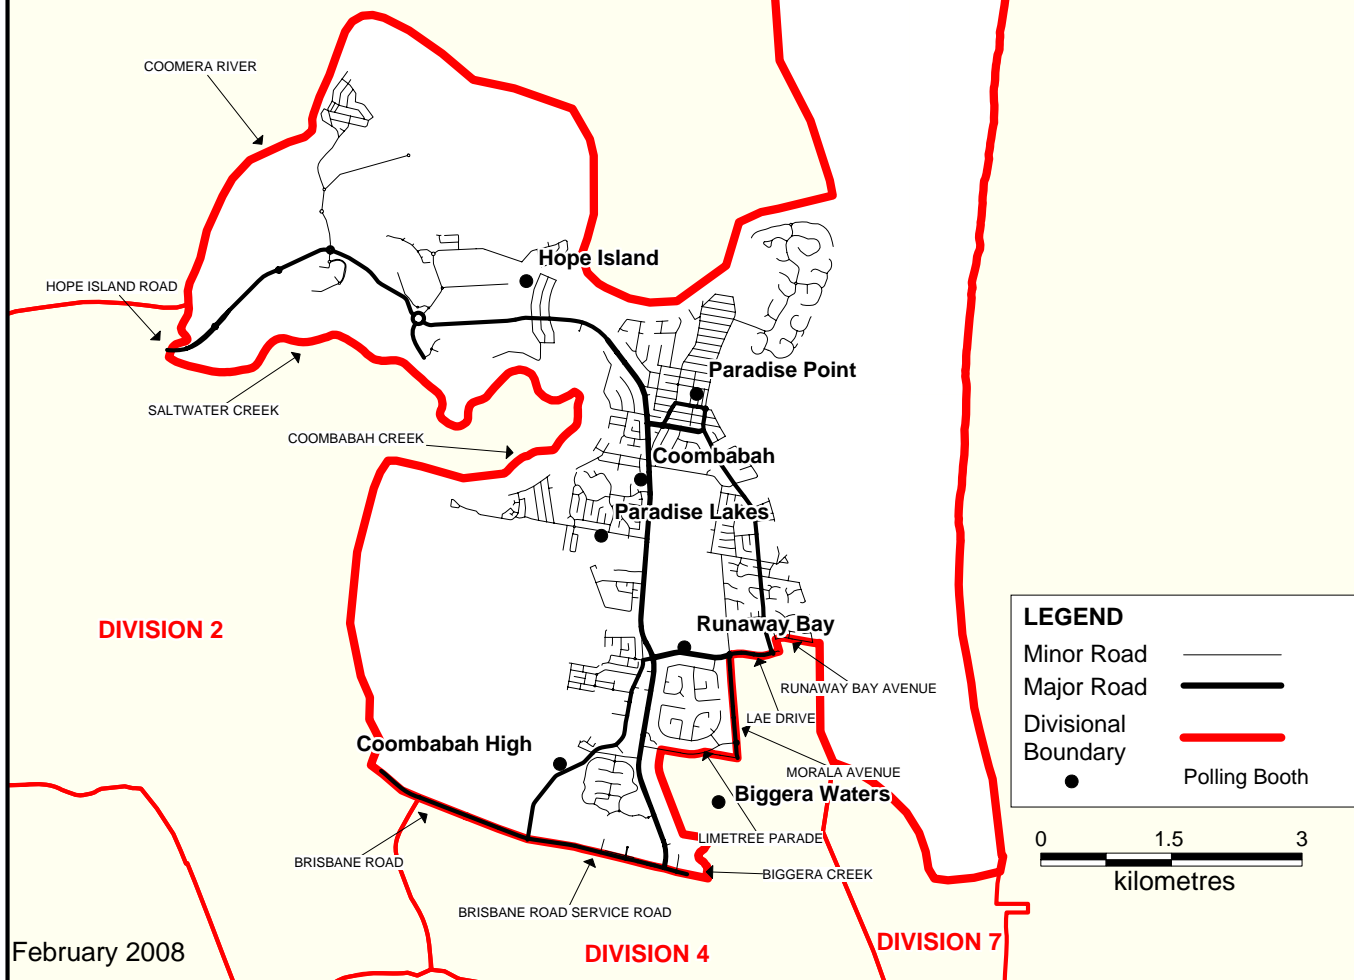 COOMERA RIVER
Hope Island
HOPE ISLAND ROAD
Paradise Point
SALTWATER CREEK
COOMBABAH CREEK
Coombabah
Paradise Lakes
DIVISION 2
Runaway Bay
RUNAWAY BAY AVENUE
LAE DRIVE
Coombabah High
MORALA AVENUE
Biggera Waters
LIMETREE PARADE
BRISBANE ROAD
BIGGERA CREEK
BRISBANE ROAD SERVICE ROAD
DIVISION 4
DIVISION 7
February 2008
LEGEND
Minor Road
Major Road
Divisional
Boundary
Polling Booth
0 1.5 3
kilometres